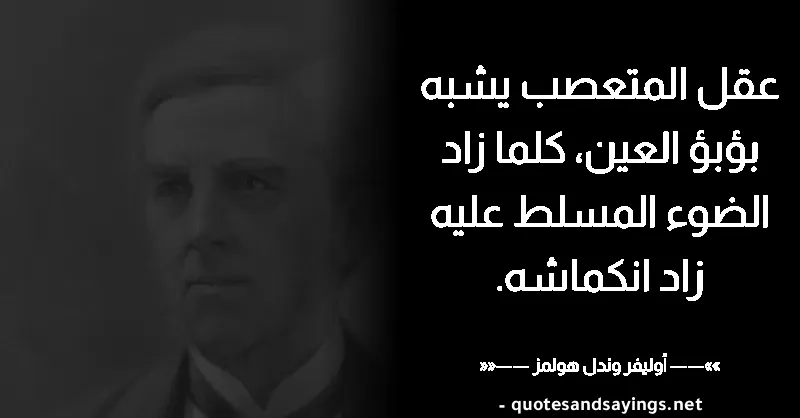 عقل المتعصب يشبه
بؤبؤ العين، كلما زاد
الضوء المسلط عليه
زاد انكماشه.
»»—— أوليفر وندل هولمز ——««
- quotesandsayings.net